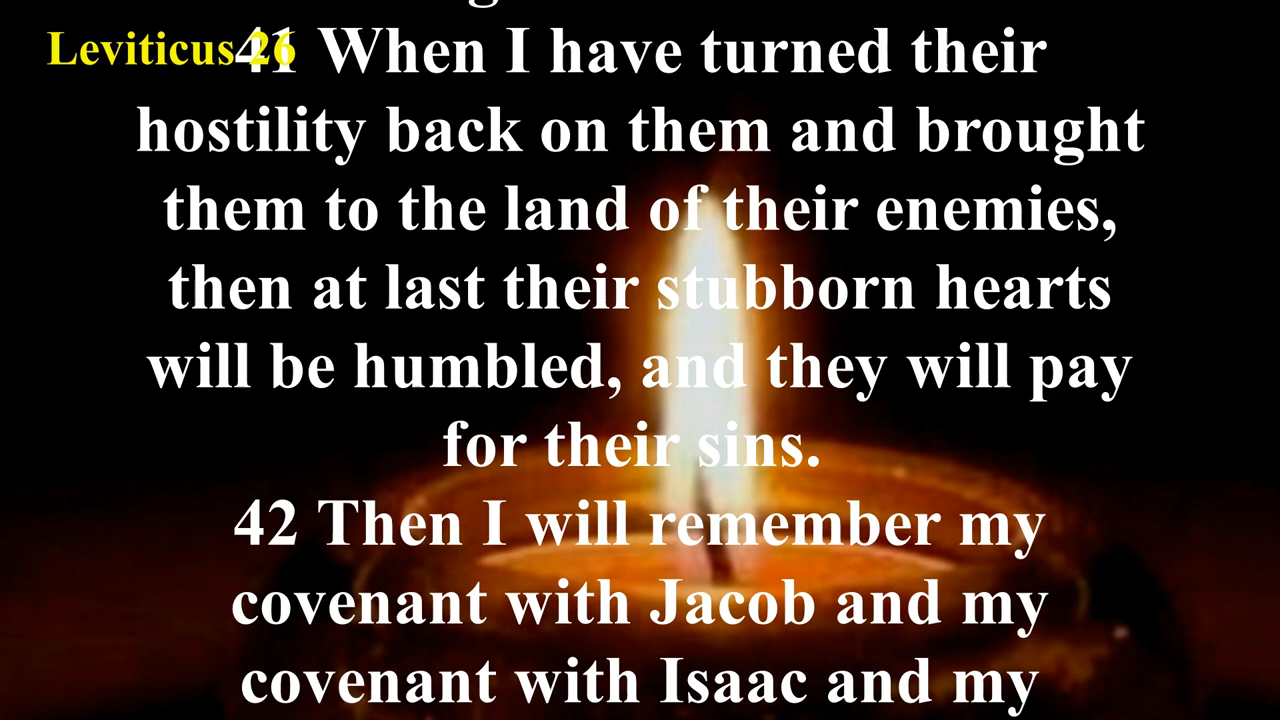 Leviticus 26
41 When I have turned their
hostility back on them and brought
them to the land of their enemies,
then at last their stubborn hearts
will be humbled, and they will pay
for their sins.
42 Then I will remember my
covenant with Jacob and my
covenant with Isaac and my